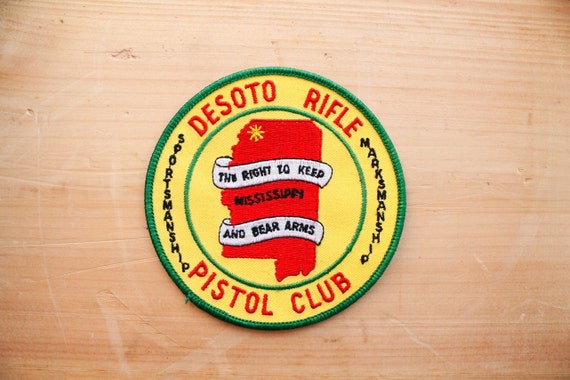 DESOTO RIFLE
SPORTSMANSHIP
MARKSMANSHIP
THE RIGHT TO KEEP
MISSISSIPPI
AND BEAR ARMS
PISTOL CLUB